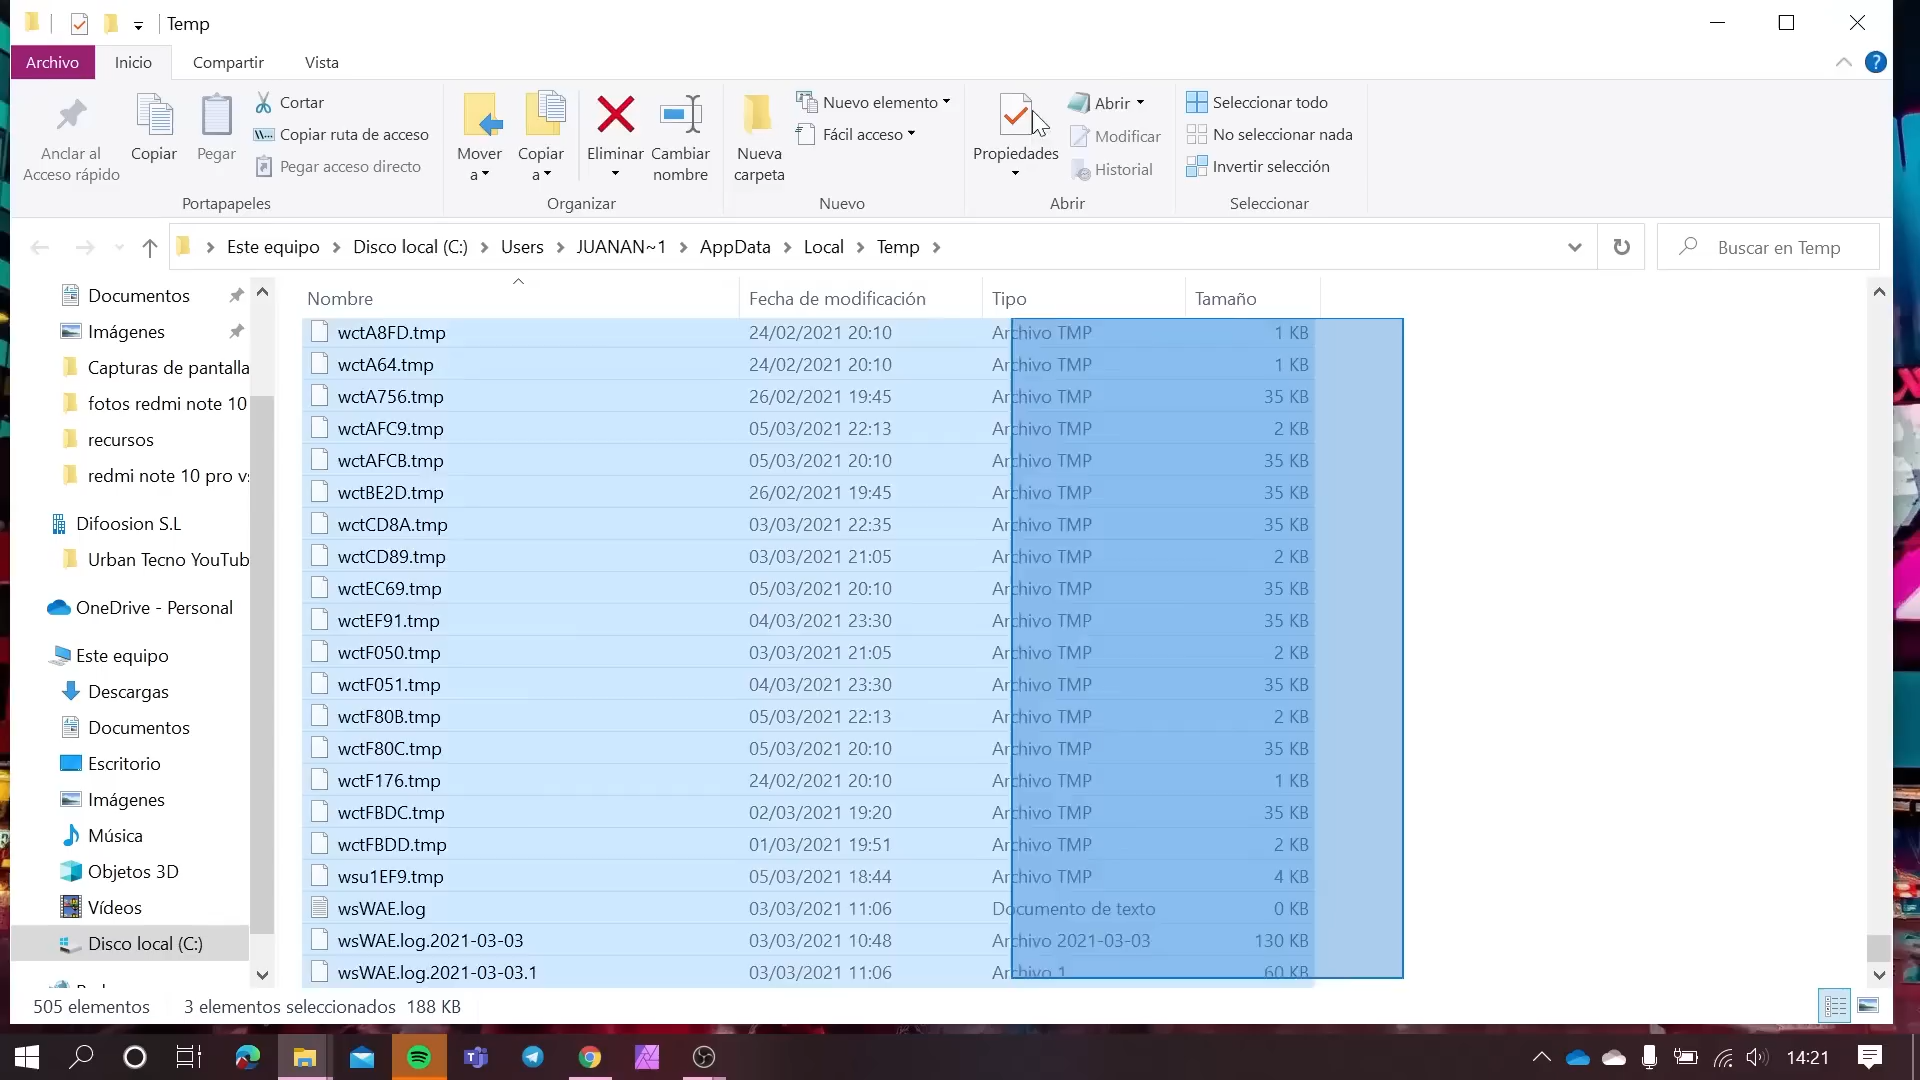 Temp
Archivo
Inicio
Compartir
Vista
?
Anclar al
Acceso rápido
Copiar
Pegar
Cortar
Copiar ruta de acceso
Pegar acceso directo
Portapapeles
Mover
a
Copiar
a
Eliminar
Cambiar
nombre
Organizar
Nueva
carpeta
Nuevo elemento
Fácil acceso
Nuevo
Propiedades
Abrir
Modificar
Historial
Abrir
Seleccionar todo
No seleccionar nada
Invertir selección
Seleccionar
Este equipo
Disco local (C:)
Users
JUANAN~1
AppData
Local
Temp
Buscar en Temp
Documentos
Imágenes
Capturas de pantalla
fotos redmi note 10
recursos
redmi note 10 pro v
Difoosion S.L
Urban Tecno YouTub
OneDrive - Personal
Este equipo
Descargas
Documentos
Escritorio
Imágenes
Música
Objetos 3D
Vídeos
Disco local (C:)
Nombre Fecha de modificación Tipo Tamaño
wctA8FD.tmp 24/02/2021 20:10 Archivo TMP 1 KB
wctA64.tmp 24/02/2021 20:10 Archivo TMP 1 KB
wctA756.tmp 26/02/2021 19:45 Archivo TMP 35 KB
wctAFC9.tmp 05/03/2021 22:13 Archivo TMP 2 KB
wctAFCB.tmp 05/03/2021 20:10 Archivo TMP 35 KB
wctBE2D.tmp 26/02/2021 19:45 Archivo TMP 35 KB
wctCD8A.tmp 03/03/2021 22:35 Archivo TMP 35 KB
wctCD89.tmp 03/03/2021 21:05 Archivo TMP 2 KB
wctEC69.tmp 05/03/2021 20:10 Archivo TMP 35 KB
wctEF91.tmp 04/03/2021 23:30 Archivo TMP 35 KB
wctF050.tmp 03/03/2021 21:05 Archivo TMP 2 KB
wctF051.tmp 04/03/2021 23:30 Archivo TMP 35 KB
wctF80B.tmp 05/03/2021 22:13 Archivo TMP 2 KB
wctF80C.tmp 05/03/2021 20:10 Archivo TMP 35 KB
wctF176.tmp 24/02/2021 20:10 Archivo TMP 1 KB
wctFBDC.tmp 02/03/2021 19:20 Archivo TMP 35 KB
wctFBDD.tmp 01/03/2021 19:51 Archivo TMP 2 KB
wsu1EF9.tmp 05/03/2021 18:44 Archivo TMP 4 KB
wsWAE.log 03/03/2021 11:06 Documento de texto 0 KB
wsWAE.log.2021-03-03 03/03/2021 10:48 Archivo 2021-03-03 130 KB
wsWAE.log.2021-03-03.1 03/03/2021 11:06 Archivo 1 60 KB
505 elementos 3 elementos seleccionados 188 KB
14:21